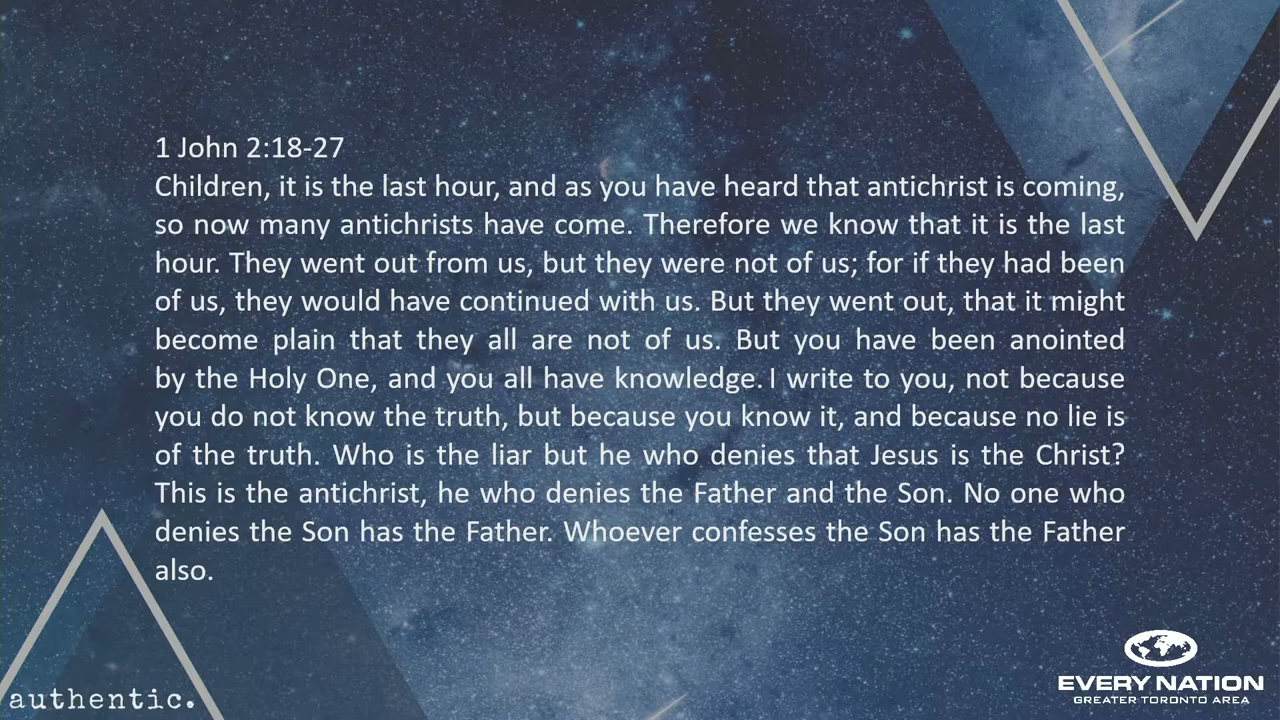 1 John 2:18-27
Children, it is the last hour, and as you have heard that antichrist is coming,
so now many antichrists have come. Therefore we know that it is the last
hour. They went out from us, but they were not of us; for if they had been
of us, they would have continued with us. But they went out, that it might
become plain that they all are not of us. But you have been anointed
by the Holy One, and you all have knowledge. I write to you, not because
you do not know the truth, but because you know it, and because no lie is
of the truth. Who is the liar but he who denies that Jesus is the Christ?
This is the antichrist, he who denies the Father and the Son. No one who
denies the Son has the Father. Whoever confesses the Son has the Father
also.
authentic.
EVERY NATION
GREATER TORONTO AREA